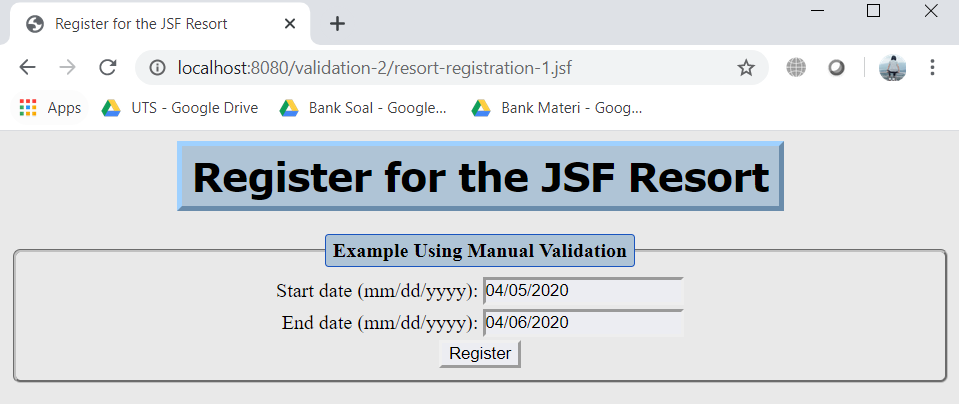 Register for the JSF Resort
localhost:8080/validation-2/resort-registration-1.jsf
Apps UTS - Google Drive Bank Soal - Google... Bank Materi - Goog...
Register for the JSF Resort
Example Using Manual Validation
Start date (mm/dd/yyyy): 04/05/2020
End date (mm/dd/yyyy): 04/06/2020
Register